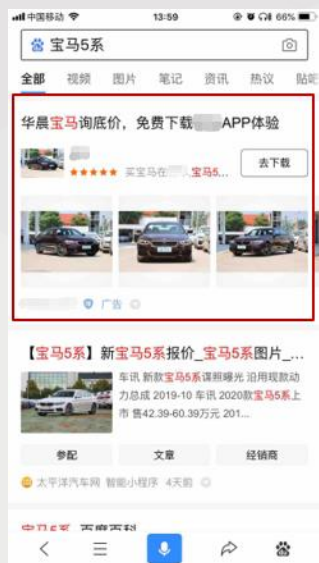 中国移动 13:59 66%
宝马5系
全部 视频 图片 笔记 资讯 热议 贴吧
华晨宝马询底价，免费下载 APP体验
★★★★★ 买宝马在 人宝马5...
去下载
广告
【宝马5系】新宝马5系报价_宝马5系图片_...
车讯 新款宝马5系谍照曝光 沿用现款动
力总成 2019-10 车讯 2020款宝马5系上
市 售42.39-60.39万元 201...
参配 文章 经销商
太平洋汽车网 智能小程序 4天前
宝马5系_百度百科